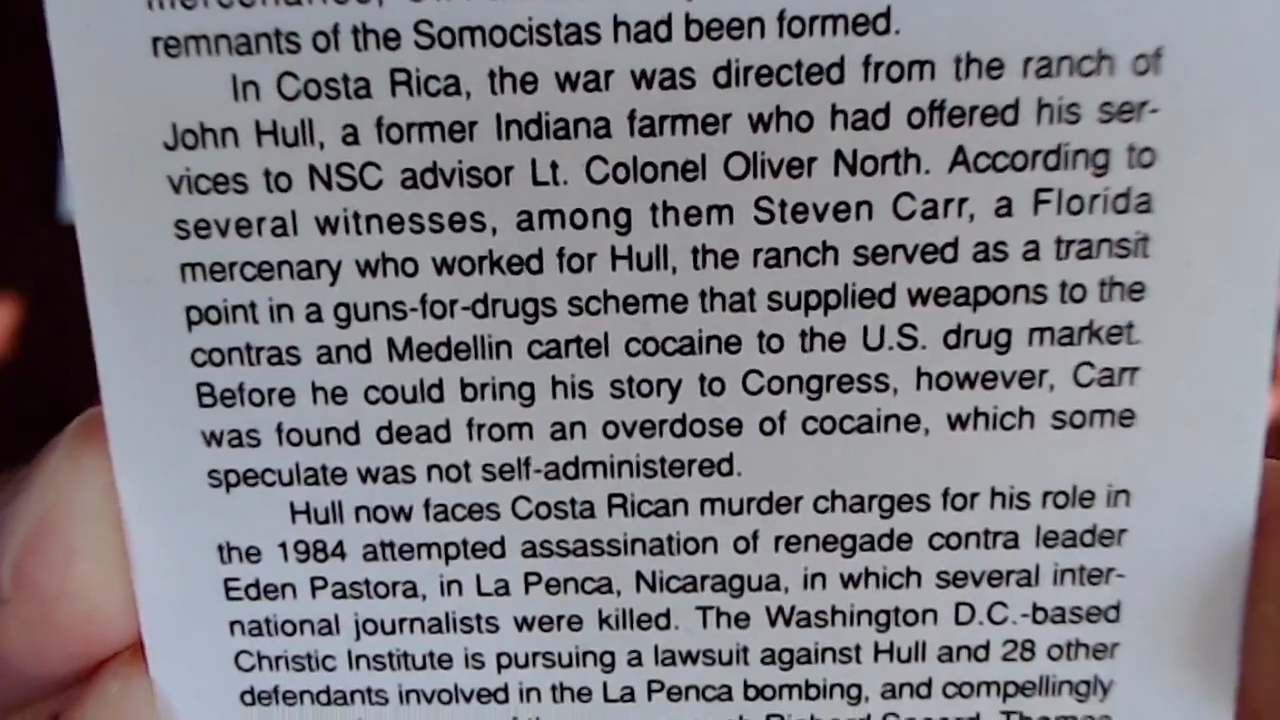 remnants of the Somocistas had been formed.
In Costa Rica, the war was directed from the ranch of
John Hull, a former Indiana farmer who had offered his ser-
vices to NSC advisor Lt. Colonel Oliver North. According to
several witnesses, among them Steven Carr, a Florida
mercenary who worked for Hull, the ranch served as a transit
point in a guns-for-drugs scheme that supplied weapons to the
contras and Medellin cartel cocaine to the U.S. drug market.
Before he could bring his story to Congress, however, Carr
was found dead from an overdose of cocaine, which some
speculate was not self-administered.
Hull now faces Costa Rican murder charges for his role in
the 1984 attempted assassination of renegade contra leader
Eden Pastora, in La Penca, Nicaragua, in which several inter-
national journalists were killed. The Washington D.C.-based
Christic Institute is pursuing a lawsuit against Hull and 28 other
defendants involved in the La Penca bombing, and compellingly
Richard Secord, Thomas